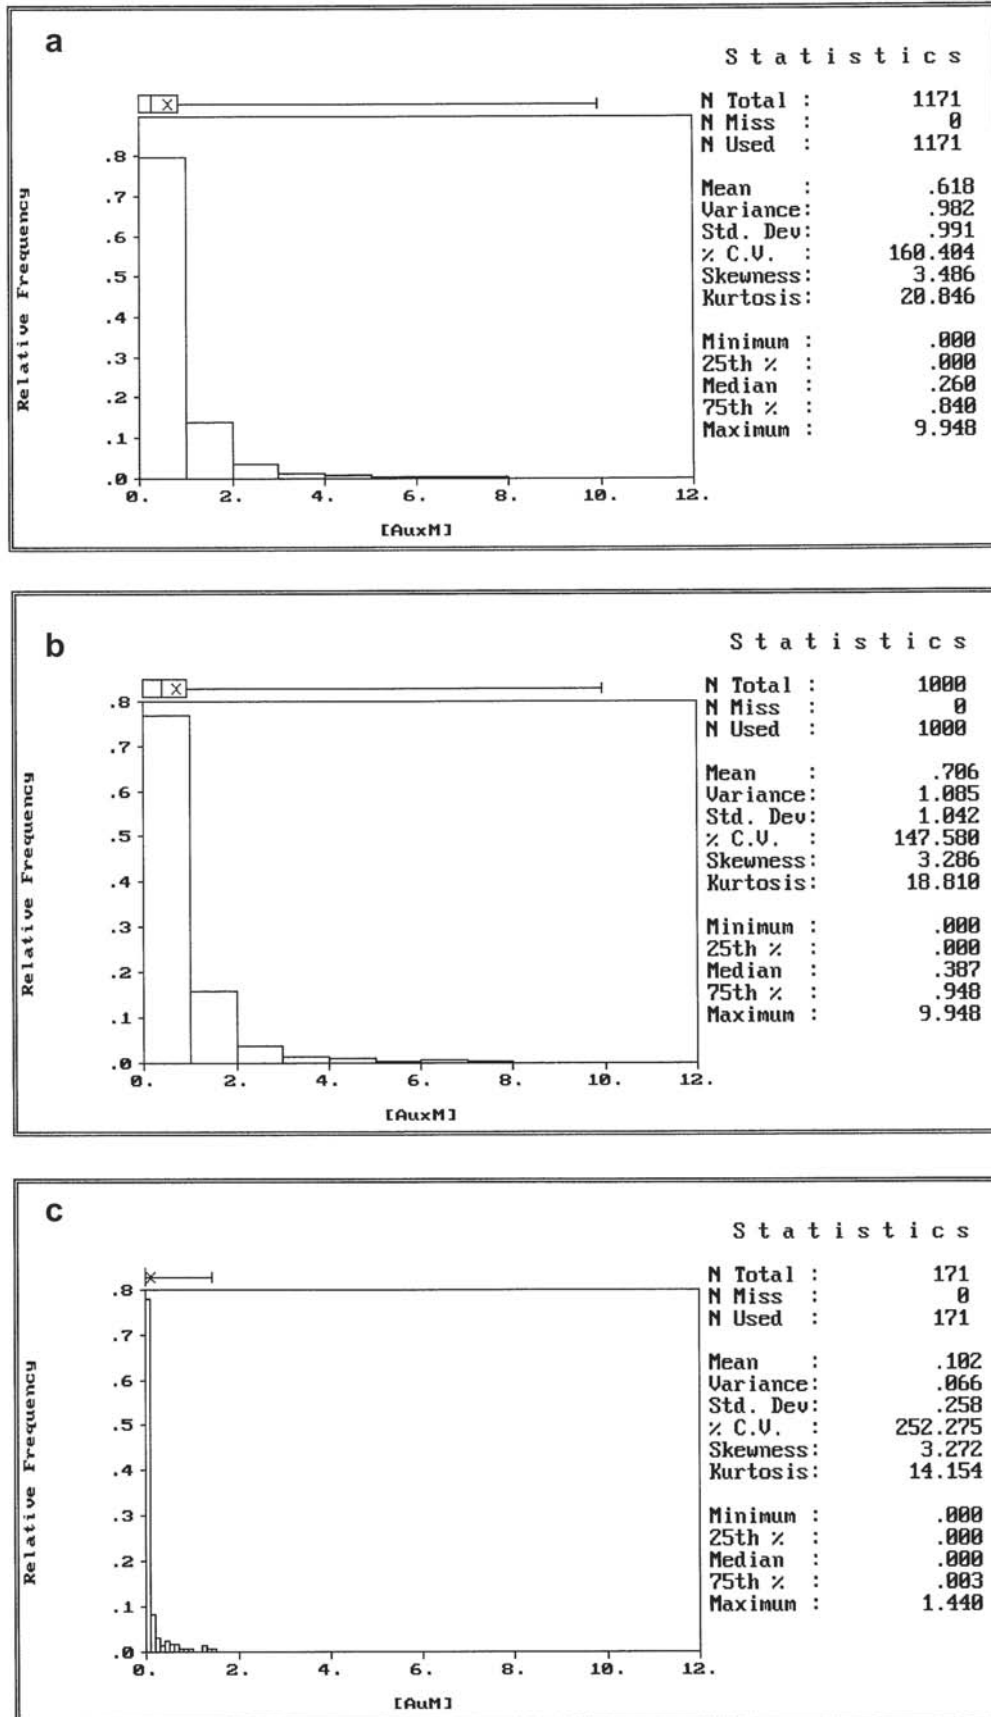 a
S t a t i s t i c s
N Total : 1171
N Miss : 0
N Used : 1171
Mean : .618
Variance: .982
Std. Dev: .991
% C.V. : 160.404
Skewness: 3.486
Kurtosis: 20.846
Minimum : .000
25th % : .000
Median : .260
75th % : .840
Maximum : 9.948
Relative Frequency
.8
.7
.6
.5
.4
.3
.2
.1
.0
0. 2. 4. 6. 8. 10. 12.
[AuxM]
b
S t a t i s t i c s
N Total : 1000
N Miss : 0
N Used : 1000
Mean : .706
Variance: 1.085
Std. Dev: 1.042
% C.V. : 147.580
Skewness: 3.286
Kurtosis: 18.810
Minimum : .000
25th % : .000
Median : .387
75th % : .948
Maximum : 9.948
Relative Frequency
.8
.7
.6
.5
.4
.3
.2
.1
.0
0. 2. 4. 6. 8. 10. 12.
[AuxM]
c
S t a t i s t i c s
N Total : 171
N Miss : 0
N Used : 171
Mean : .102
Variance: .066
Std. Dev: .258
% C.V. : 252.275
Skewness: 3.272
Kurtosis: 14.154
Minimum : .000
25th % : .000
Median : .000
75th % : .003
Maximum : 1.440
Relative Frequency
.8
.7
.6
.5
.4
.3
.2
.1
.0
0. 2. 4. 6. 8. 10. 12.
[AuM]